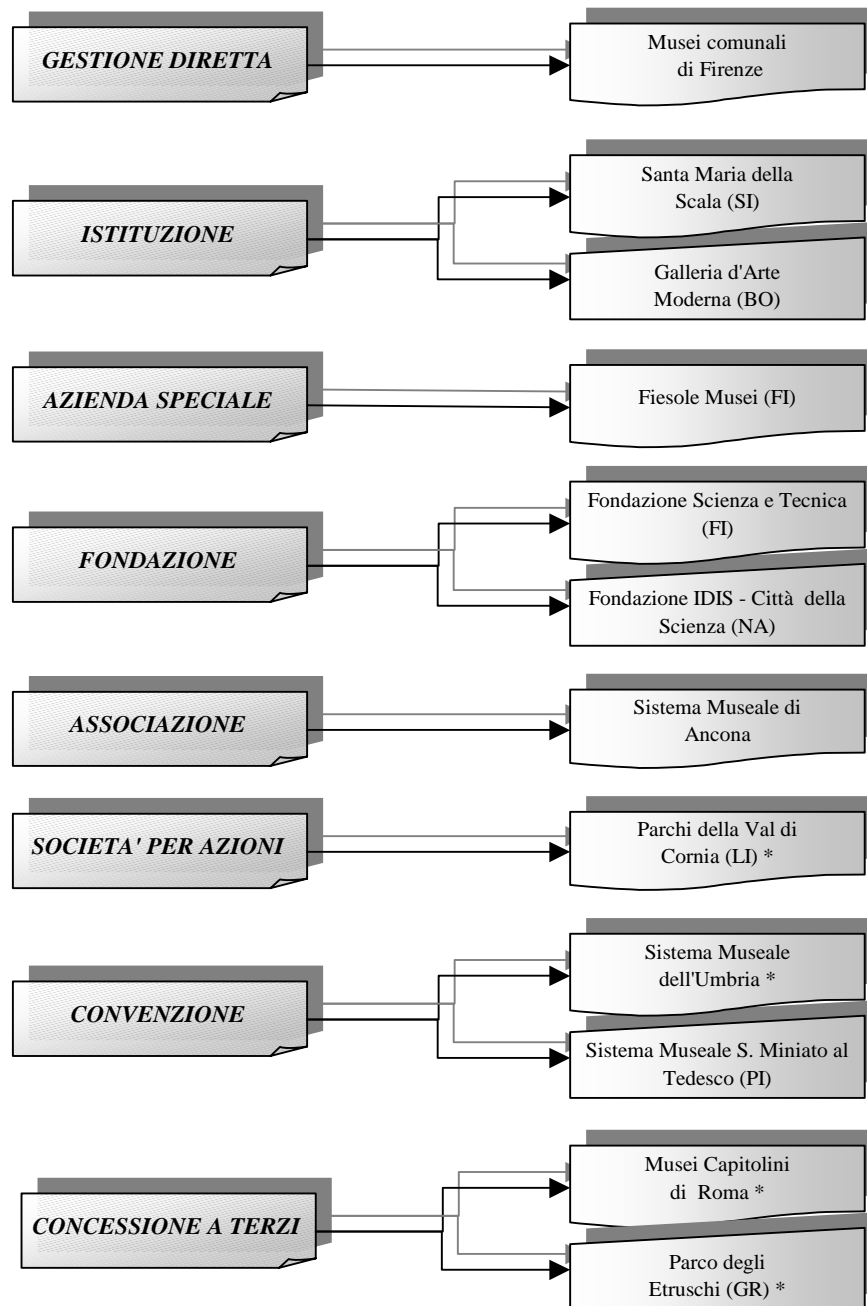 GESTIONE DIRETTA
Musei comunali
di Firenze
ISTITUZIONE
Santa Maria della
Scala (SI)
Galleria d'Arte
Moderna (BO)
AZIENDA SPECIALE
Fiesole Musei (FI)
FONDAZIONE
Fondazione Scienza e Tecnica
(FI)
Fondazione IDIS - Città della
Scienza (NA)
ASSOCIAZIONE
Sistema Museale di
Ancona
SOCIETA' PER AZIONI
Parchi della Val di
Cornia (LI) *
CONVENZIONE
Sistema Museale
dell'Umbria *
Sistema Museale S. Miniato al
Tedesco (PI)
CONCESSIONE A TERZI
Musei Capitolini
di Roma *
Parco degli
Etruschi (GR) *